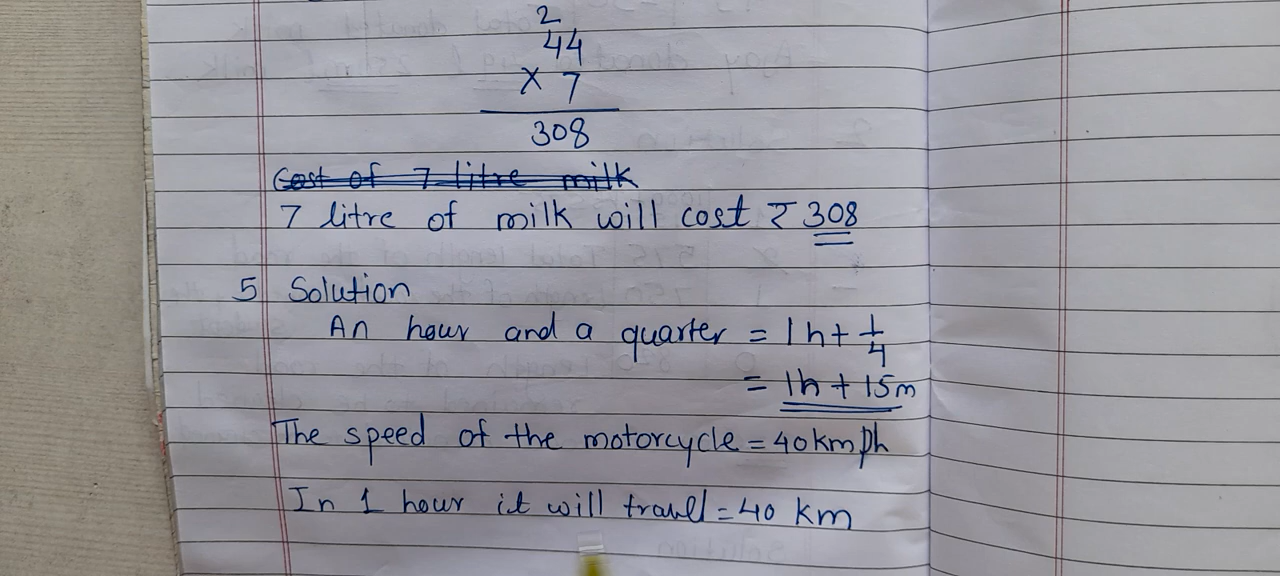 2
44
X 7
308
Cost of 7 litre milk
7 litre of milk will cost ₹ 308
5 Solution
An hour and a quarter = 1h + 1/4
= 1h + 15m
The speed of the motorcycle = 40kmph
In 1 hour it will travel = 40 km